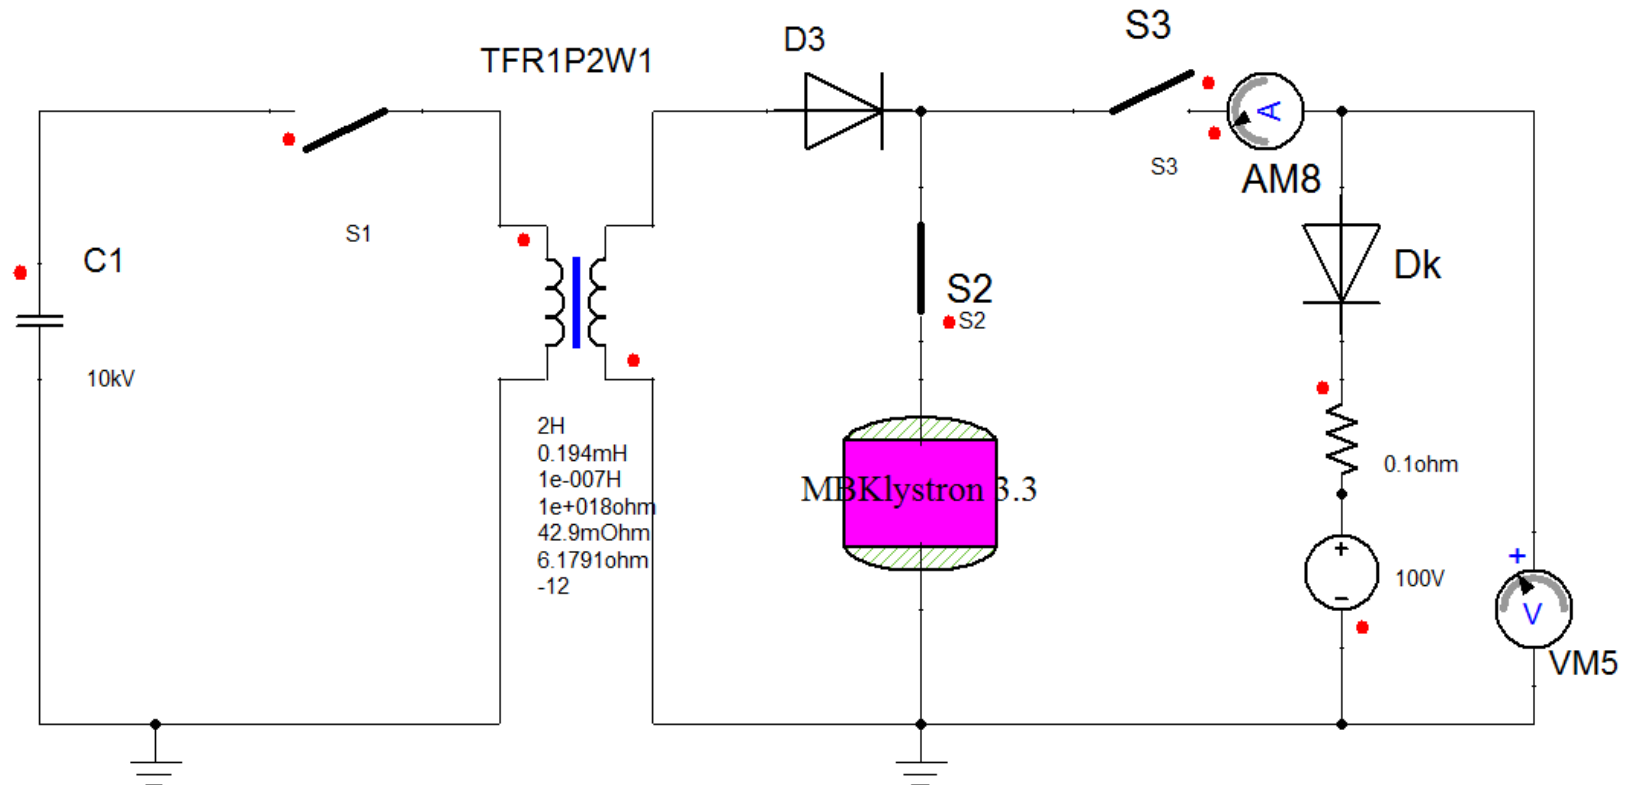 S3
D3
TFR1P2W1
A
S3
AM8
S1
C1
Dk
S2
S2
10kV
2H
0.194mH
1e-007H
1e+018ohm
42.9mOhm
6.1791ohm
-12
MBKlystron 3.3
0.1ohm
+
−
100V
+
V
VM5